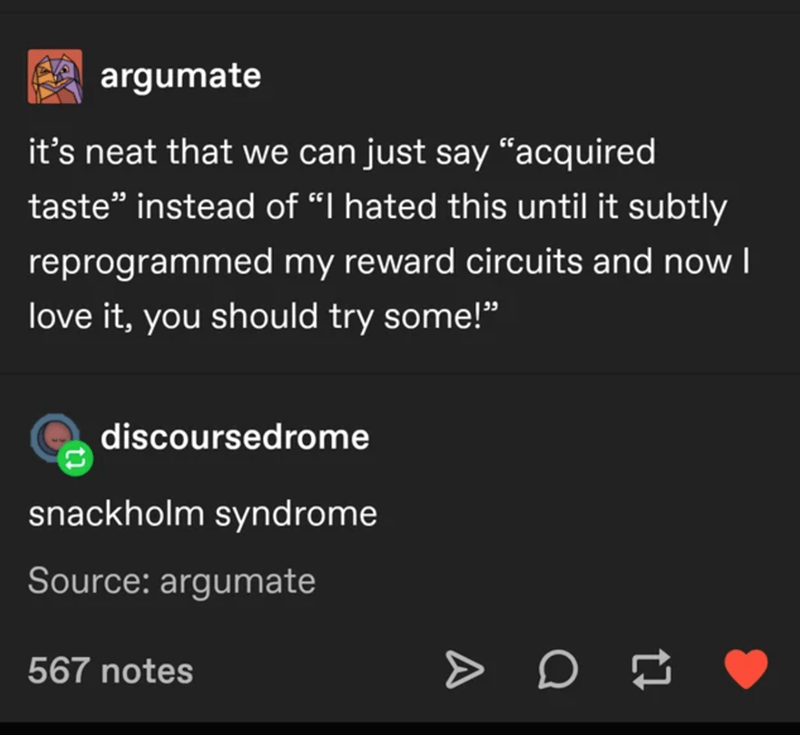 argumate
it’s neat that we can just say “acquired
taste” instead of “I hated this until it subtly
reprogrammed my reward circuits and now I
love it, you should try some!”
discoursedrome
snackholm syndrome
Source: argumate
567 notes